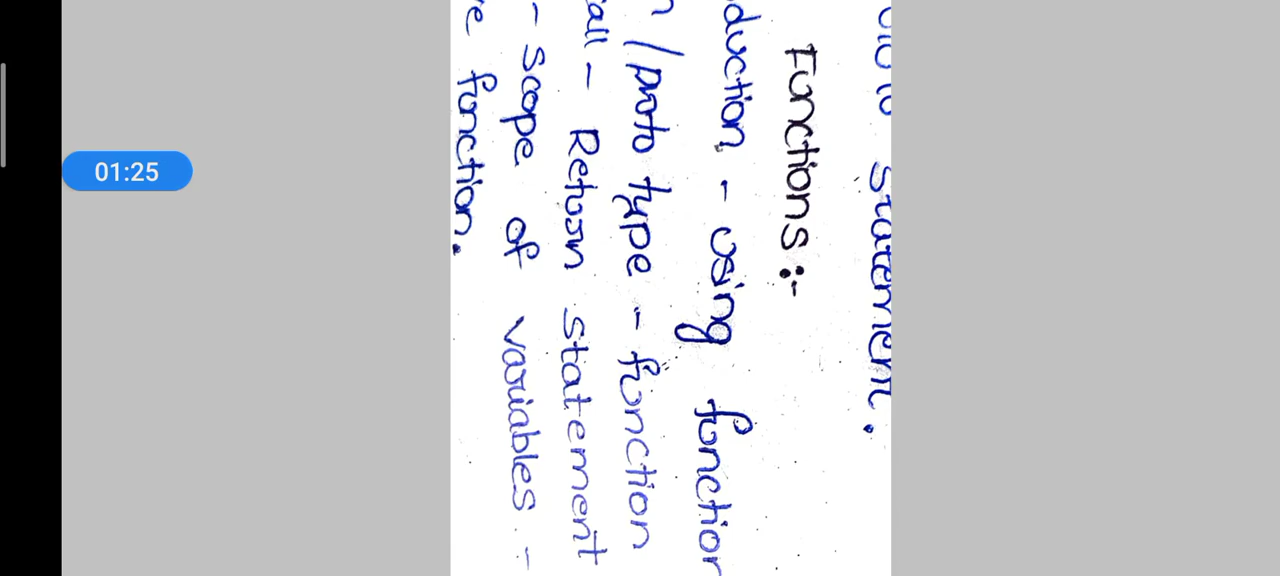 01:25
statement.
Functions :-
duction - using function
n / proto type - function
all - Return statement
- scope of variables. -
function.